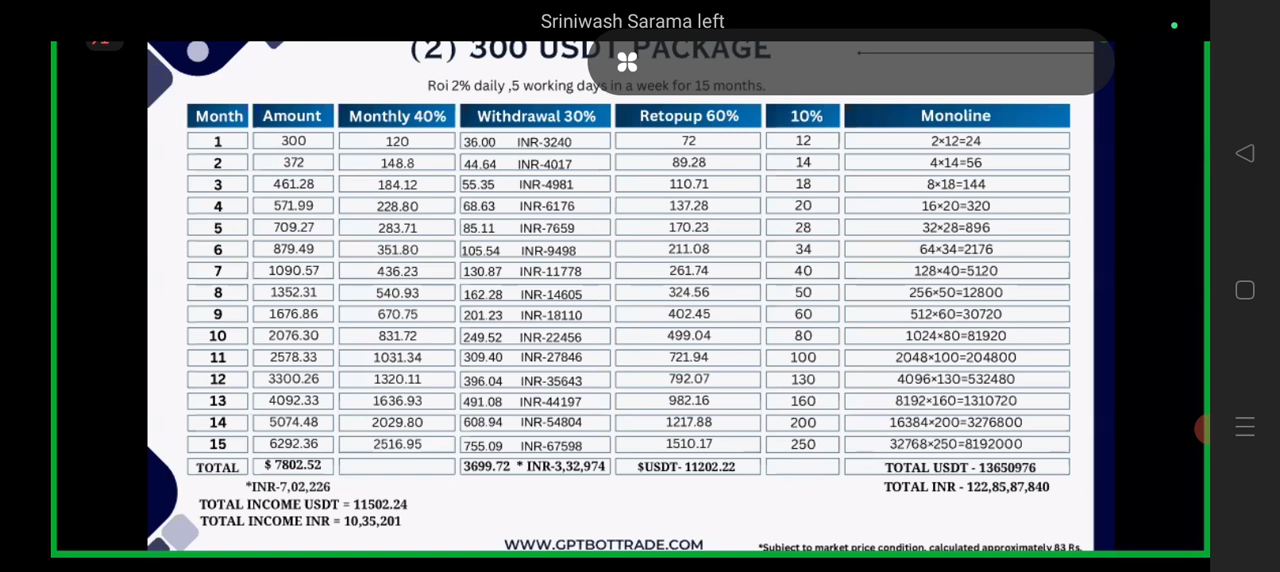 Sriniwash Sarama left
(2) 300 USDT PACKAGE
Roi 2% daily ,5 working days in a week for 15 months.
Month Amount Monthly 40% Withdrawal 30% Retopup 60% 10% Monoline
1 300 120 36.00 INR-3240 72 12 2×12=24
2 372 148.8 44.64 INR-4017 89.28 14 4×14=56
3 461.28 184.12 55.35 INR-4981 110.71 18 8×18=144
4 571.99 228.80 68.63 INR-6176 137.28 20 16×20=320
5 709.27 283.71 85.11 INR-7659 170.23 28 32×28=896
6 879.49 351.80 105.54 INR-9498 211.08 34 64×34=2176
7 1090.57 436.23 130.87 INR-11778 261.74 40 128×40=5120
8 1352.31 540.93 162.28 INR-14605 324.56 50 256×50=12800
9 1676.86 670.75 201.23 INR-18110 402.45 60 512×60=30720
10 2076.30 831.72 249.52 INR-22456 499.04 80 1024×80=81920
11 2578.33 1031.34 309.40 INR-27846 721.94 100 2048×100=204800
12 3300.26 1320.11 396.04 INR-35643 792.07 130 4096×130=532480
13 4092.33 1636.93 491.08 INR-44197 982.16 160 8192×160=1310720
14 5074.48 2029.80 608.94 INR-54804 1217.88 200 16384×200=3276800
15 6292.36 2516.95 755.09 INR-67598 1510.17 250 32768×250=8192000
TOTAL $ 7802.52 3699.72 * INR-3,32,974 $USDT- 11202.22 TOTAL USDT - 13650976
*INR-7,02,226 TOTAL INR - 122,85,87,840
TOTAL INCOME USDT = 11502.24
TOTAL INCOME INR = 10,35,201
WWW.GPTBOTTRADE.COM *Subject to market price condition, calculated approximately 83 Rs.